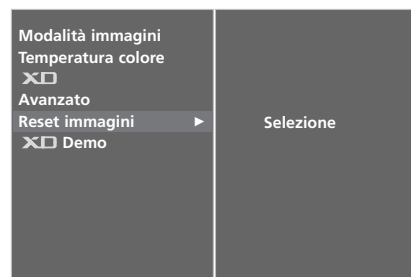 Modalità immagini
Temperatura colore
XD
Avanzato
Reset immagini ►
XD Demo
Selezione